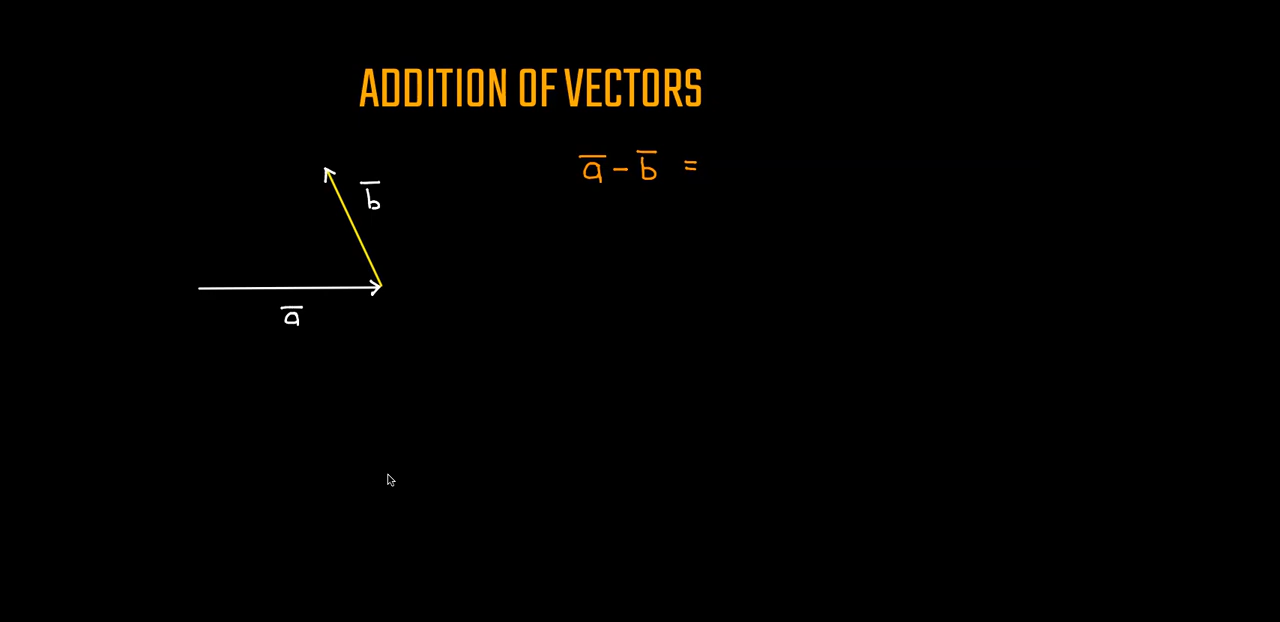 ADDITION OF VECTORS
a̅ - b̅ =
b̅
a̅